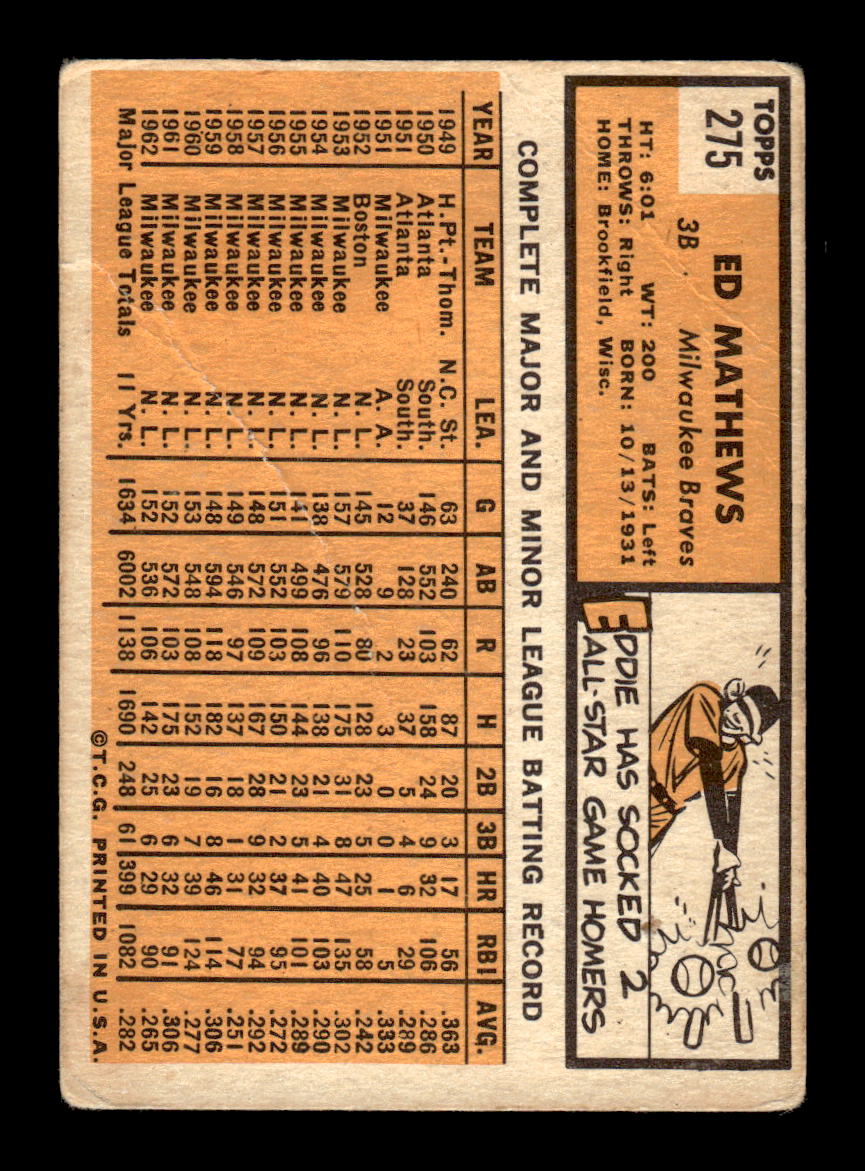 TOPPS
275
ED MATHEWS
3B · Milwaukee Braves
HT: 6:01 WT: 200 BATS: Left
THROWS: Right BORN: 10/13/1931
HOME: Brookfield, Wisc.
EDDIE HAS SOCKED 2
ALL-STAR GAME HOMERS
COMPLETE MAJOR AND MINOR LEAGUE BATTING RECORD
YEAR TEAM LEA. G AB R H 2B 3B HR RBI AVG.
1949 H.Pt.-Thom. N.C. St. 63 240 62 87 20 3 17 56 .363
1950 Atlanta South. 146 552 103 158 24 9 32 106 .286
1951 Atlanta South. 37 128 23 37 5 4 6 29 .289
1951 Milwaukee A. A. 12 9 2 3 0 0 1 5 .333
1952 Boston N. L. 145 528 80 128 23 5 25 58 .242
1953 Milwaukee N. L. 157 579 110 175 31 8 47 135 .302
1954 Milwaukee N. L. 138 476 96 138 21 4 40 103 .290
1955 Milwaukee N. L. 141 499 108 144 23 5 41 101 .289
1956 Milwaukee N. L. 151 552 103 150 21 2 37 95 .272
1957 Milwaukee N. L. 148 572 109 167 28 9 32 94 .292
1958 Milwaukee N. L. 149 546 97 137 18 1 31 77 .251
1959 Milwaukee N. L. 148 594 118 182 16 8 46 114 .306
1960 Milwaukee N. L. 153 548 108 152 19 7 39 124 .277
1961 Milwaukee N. L. 152 572 103 175 23 6 32 91 .306
1962 Milwaukee N. L. 152 536 106 142 25 6 29 90 .265
Major League Totals 11 Yrs. 1634 6002 1138 1690 248 61 399 1082 .282
©T.C.G. PRINTED IN U.S.A.